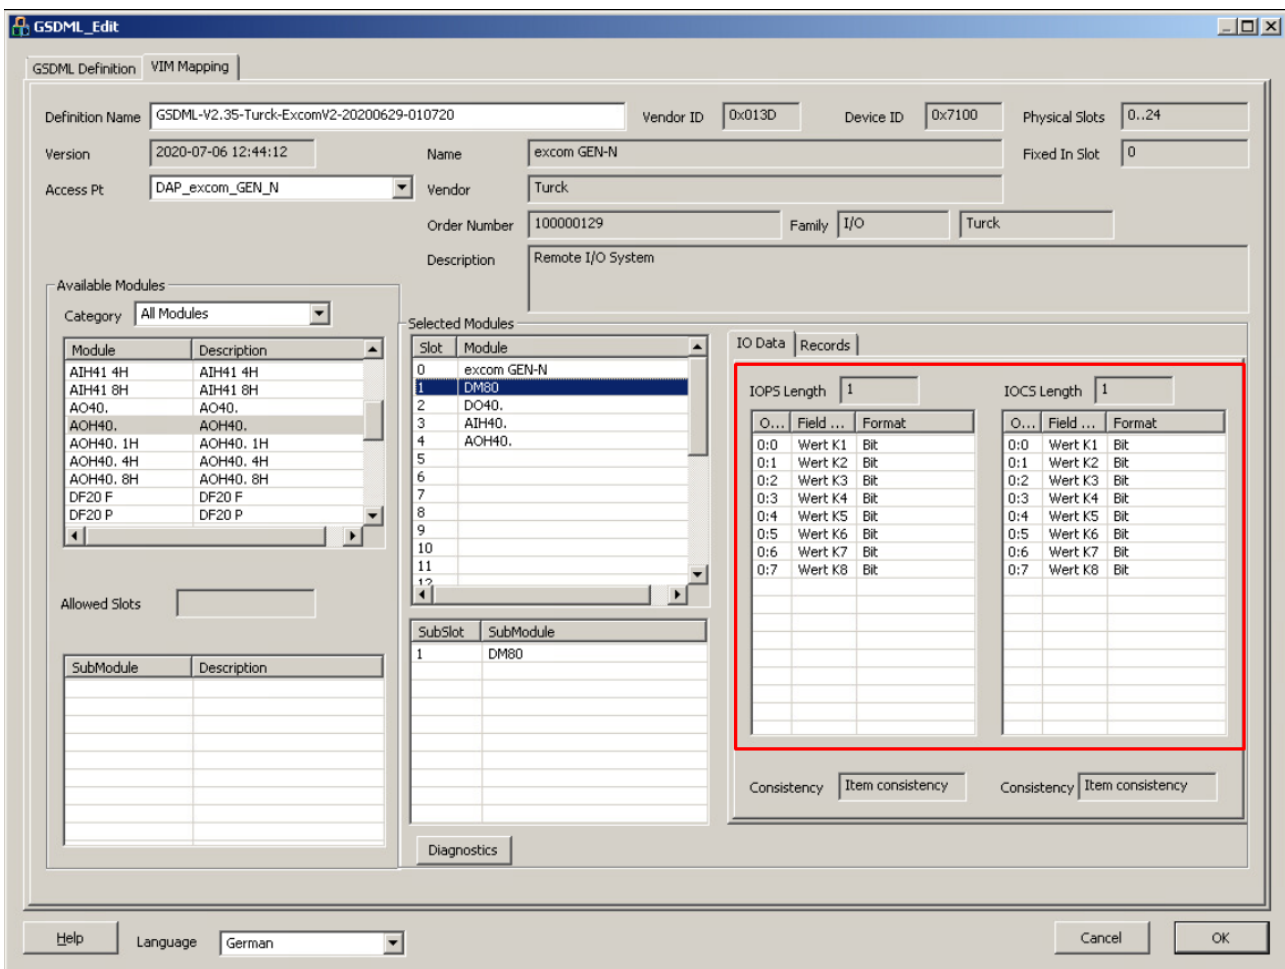 GSDML_Edit
GSDML Definition VIM Mapping
Definition Name GSDML-V2.35-Turck-ExcomV2-20200629-010720 Vendor ID 0x013D Device ID 0x7100 Physical Slots 0..24
Version 2020-07-06 12:44:12 Name excom GEN-N Fixed In Slot 0
Access Pt DAP_excom_GEN_N Vendor Turck
Order Number 100000129 Family I/O Turck
Description Remote I/O System
Available Modules
Category All Modules
Module Description
AIH41 4H AIH41 4H
AIH41 8H AIH41 8H
AO40. AO40.
AOH40. AOH40.
AOH40. 1H AOH40. 1H
AOH40. 4H AOH40. 4H
AOH40. 8H AOH40. 8H
DF20 F DF20 F
DF20 P DF20 P
Allowed Slots
SubModule Description
Selected Modules
Slot Module
0 excom GEN-N
1 DM80
2 DO40.
3 AIH40.
4 AOH40.
5
6
7
8
9
10
11
12
SubSlot SubModule
1 DM80
Diagnostics
IO Data Records
IOPS Length 1 IOCS Length 1
O... Field ... Format O... Field ... Format
0:0 Wert K1 Bit 0:0 Wert K1 Bit
0:1 Wert K2 Bit 0:1 Wert K2 Bit
0:2 Wert K3 Bit 0:2 Wert K3 Bit
0:3 Wert K4 Bit 0:3 Wert K4 Bit
0:4 Wert K5 Bit 0:4 Wert K5 Bit
0:5 Wert K6 Bit 0:5 Wert K6 Bit
0:6 Wert K7 Bit 0:6 Wert K7 Bit
0:7 Wert K8 Bit 0:7 Wert K8 Bit
Consistency Item consistency Consistency Item consistency
Help Language German Cancel OK